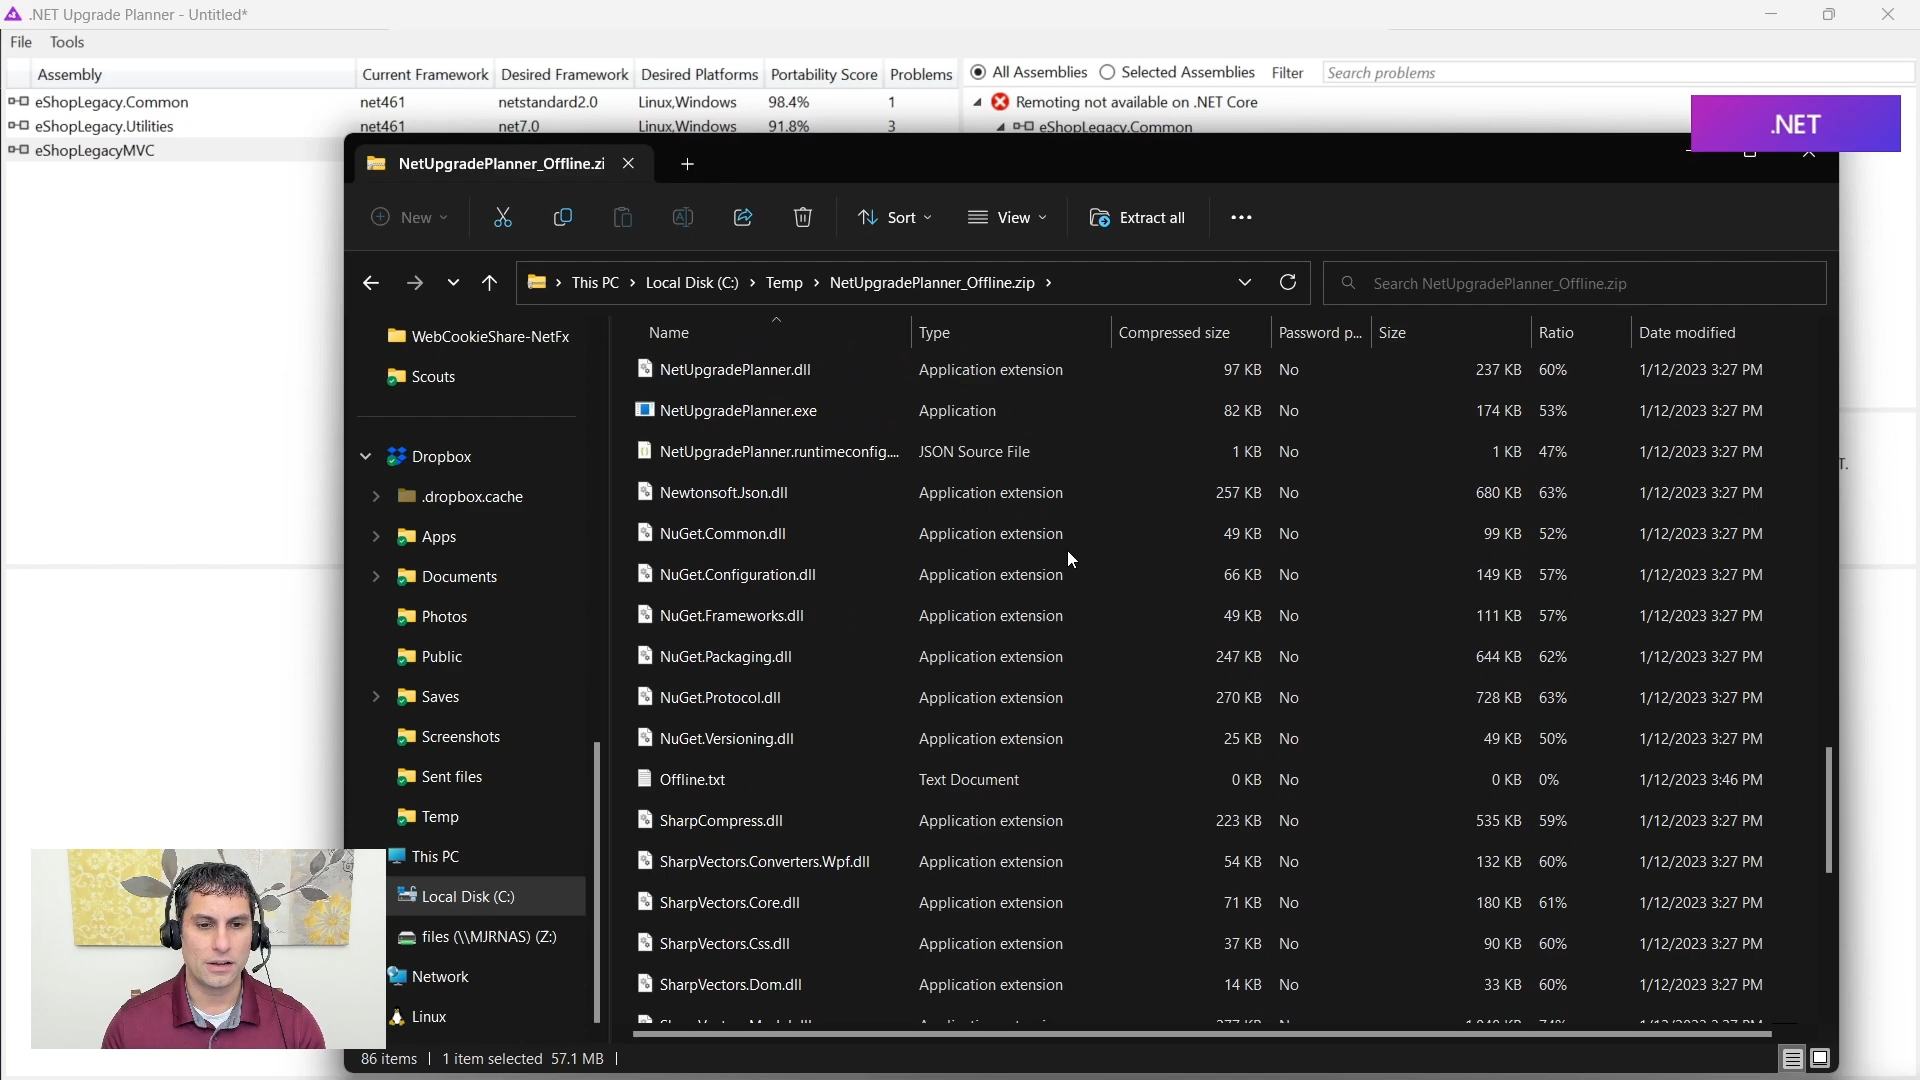 .NET Upgrade Planner - Untitled*
File Tools
Assembly Current Framework Desired Framework Desired Platforms Portability Score Problems
eShopLegacy.Common net461 netstandard2.0 Linux,Windows 98.4% 1
eShopLegacy.Utilities net461 net7.0 Linux,Windows 91.8% 3
eShopLegacyMVC
All Assemblies Selected Assemblies Filter Search problems
Remoting not available on .NET Core
eShopLegacy.Common
.NET
NetUpgradePlanner_Offline.zi
New Sort View Extract all
This PC Local Disk (C:) Temp NetUpgradePlanner_Offline.zip
Search NetUpgradePlanner_Offline.zip
WebCookieShare-NetFx
Scouts
Dropbox
.dropbox.cache
Apps
Documents
Photos
Public
Saves
Screenshots
Sent files
Temp
This PC
Local Disk (C:)
files (\\MJRNAS) (Z:)
Network
Linux
Name Type Compressed size Password p... Size Ratio Date modified
NetUpgradePlanner.dll Application extension 97 KB No 237 KB 60% 1/12/2023 3:27 PM
NetUpgradePlanner.exe Application 82 KB No 174 KB 53% 1/12/2023 3:27 PM
NetUpgradePlanner.runtimeconfig.... JSON Source File 1 KB No 1 KB 47% 1/12/2023 3:27 PM
Newtonsoft.Json.dll Application extension 257 KB No 680 KB 63% 1/12/2023 3:27 PM
NuGet.Common.dll Application extension 49 KB No 99 KB 52% 1/12/2023 3:27 PM
NuGet.Configuration.dll Application extension 66 KB No 149 KB 57% 1/12/2023 3:27 PM
NuGet.Frameworks.dll Application extension 49 KB No 111 KB 57% 1/12/2023 3:27 PM
NuGet.Packaging.dll Application extension 247 KB No 644 KB 62% 1/12/2023 3:27 PM
NuGet.Protocol.dll Application extension 270 KB No 728 KB 63% 1/12/2023 3:27 PM
NuGet.Versioning.dll Application extension 25 KB No 49 KB 50% 1/12/2023 3:27 PM
Offline.txt Text Document 0 KB No 0 KB 0% 1/12/2023 3:46 PM
SharpCompress.dll Application extension 223 KB No 535 KB 59% 1/12/2023 3:27 PM
SharpVectors.Converters.Wpf.dll Application extension 54 KB No 132 KB 60% 1/12/2023 3:27 PM
SharpVectors.Core.dll Application extension 71 KB No 180 KB 61% 1/12/2023 3:27 PM
SharpVectors.Css.dll Application extension 37 KB No 90 KB 60% 1/12/2023 3:27 PM
SharpVectors.Dom.dll Application extension 14 KB No 33 KB 60% 1/12/2023 3:27 PM
86 items 1 item selected 57.1 MB
T.